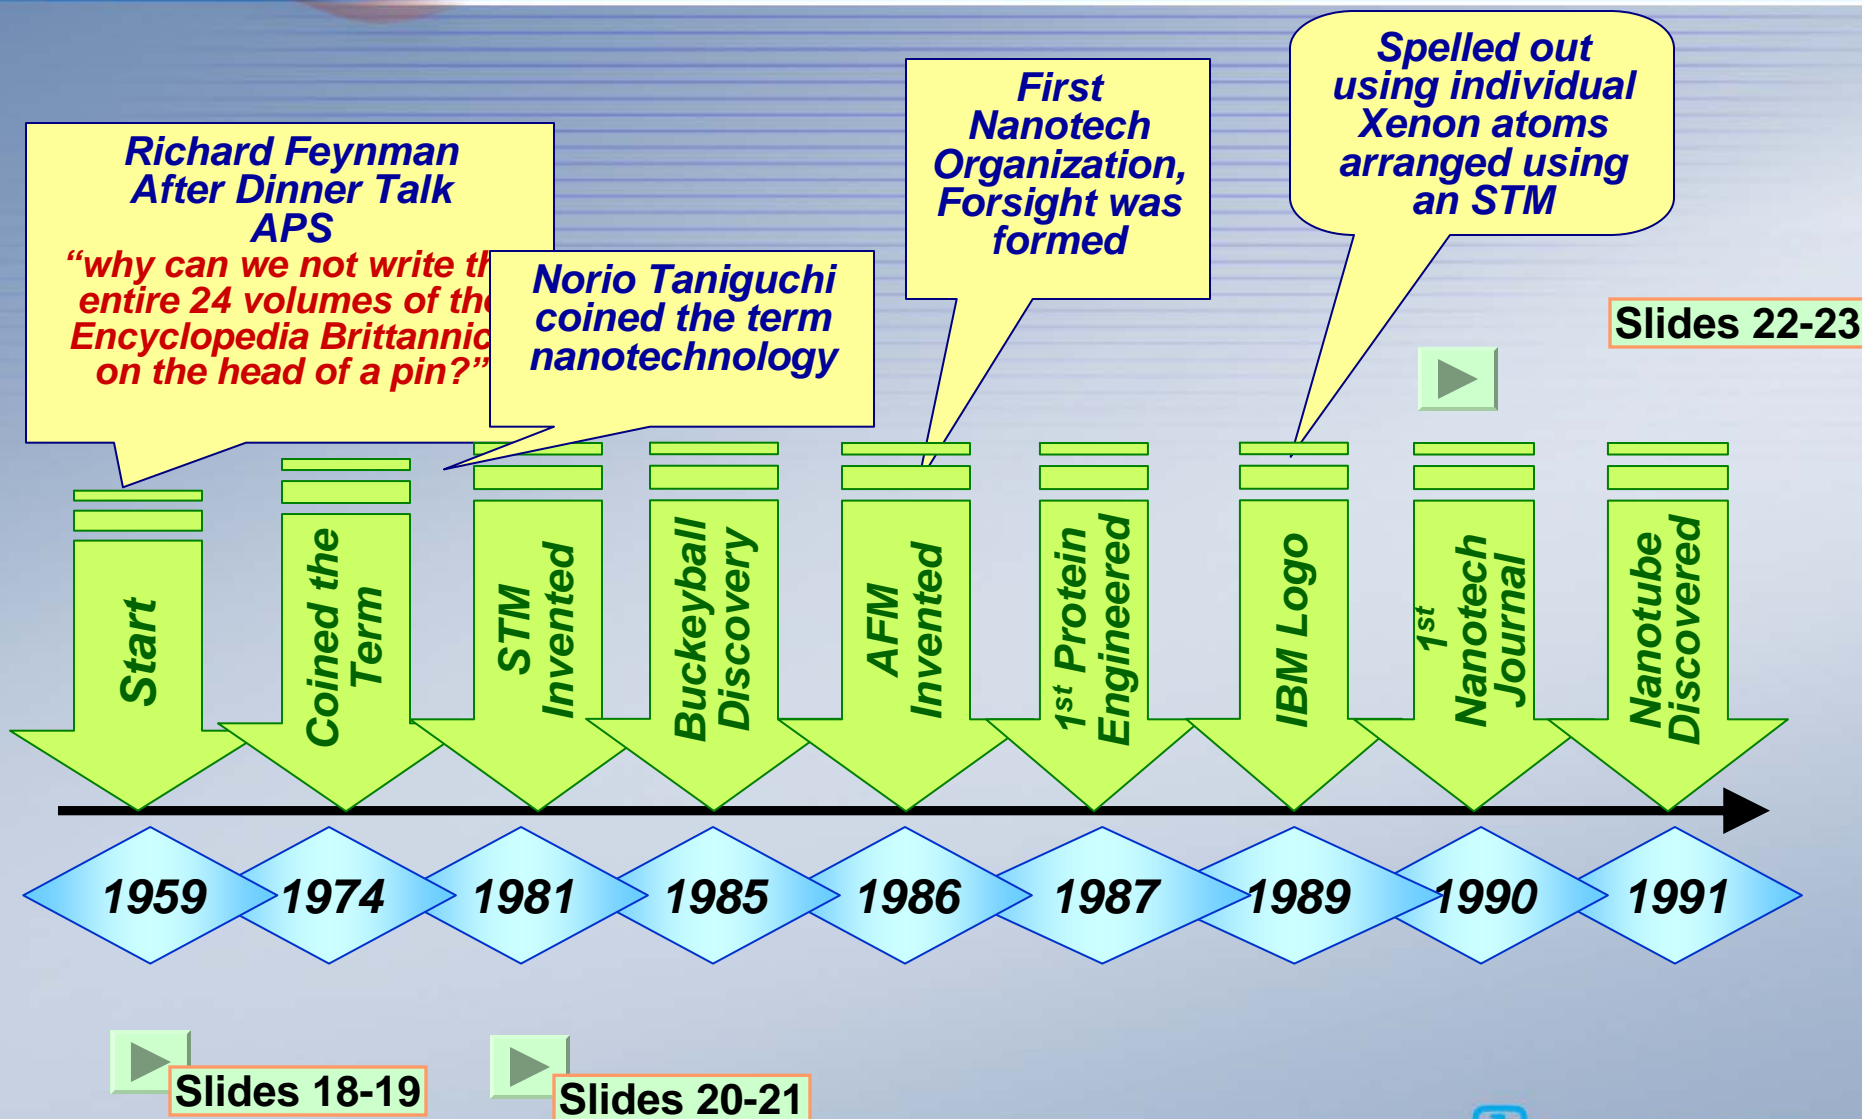 Richard Feynman
After Dinner Talk
APS
“why can we not write th
entire 24 volumes of the
Encyclopedia Brittannic
on the head of a pin?”
Norio Taniguchi
coined the term
nanotechnology
First
Nanotech
Organization,
Forsight was
formed
Spelled out
using individual
Xenon atoms
arranged using
an STM
Slides 22-23
Start
Coined the
Term
STM
Invented
Buckeyball
Discovery
AFM
Invented
1st Protein
Engineered
IBM Logo
1st
Nanotech
Journal
Nanotube
Discovered
1959
1974
1981
1985
1986
1987
1989
1990
1991
Slides 18-19
Slides 20-21